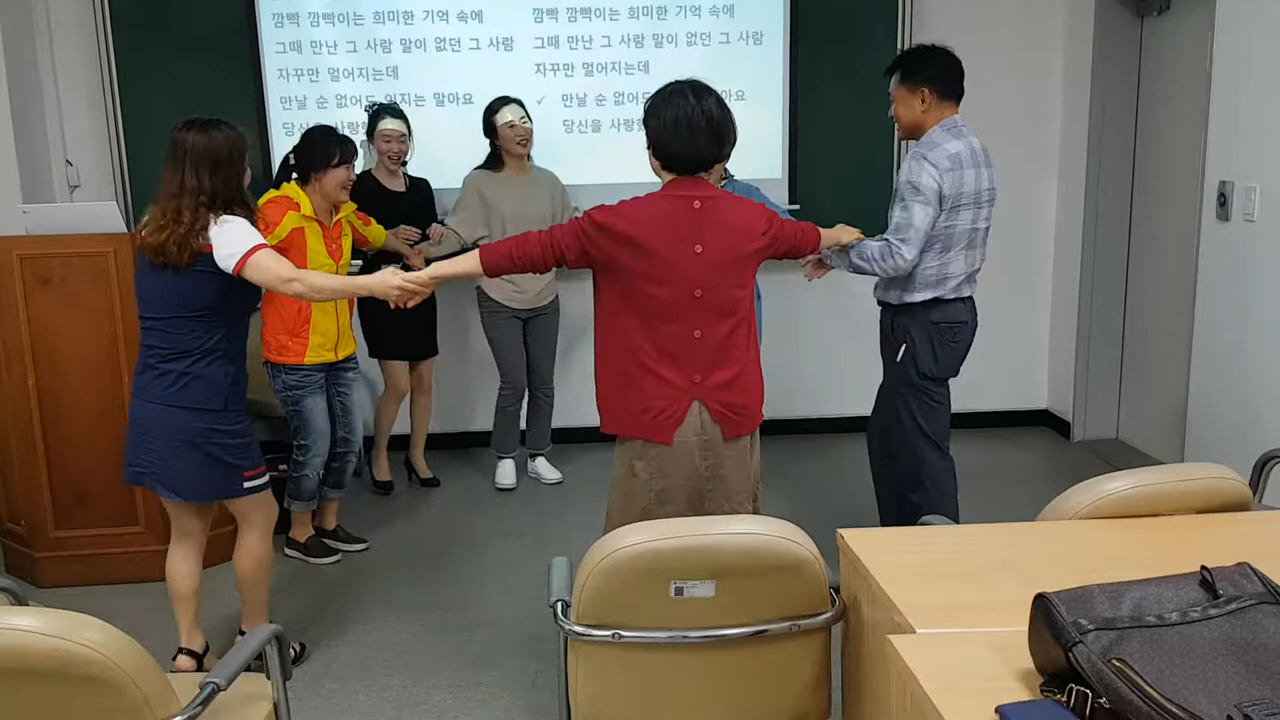 깜빡 깜빡이는 희미한 기억 속에
그때 만난 그 사람 말이 없던 그 사람
자꾸만 멀어지는데
만날 순 없어도 잊지는 말아요
당신을 사랑했
깜빡 깜빡이는 희미한 기억 속에
그때 만난 그 사람 말이 없던 그 사람
자꾸만 멀어지는데
✓ 만날 순 없어도 아요
당신을 사랑했